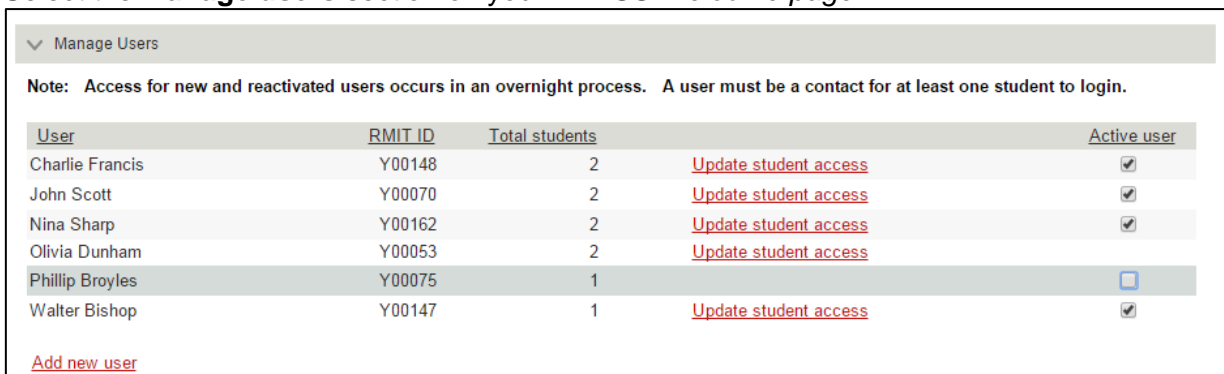 Manage users section
Manage Users
Note: Access for new and reactivated users occurs in an overnight process. A user must be a contact for at least one student to login.
User RMIT ID Total students Active user
Charlie Francis Y00148 2 Update student access
John Scott Y00070 2 Update student access
Nina Sharp Y00162 2 Update student access
Olivia Dunham Y00053 2 Update student access
Phillip Broyles Y00075 1
Walter Bishop Y00147 1 Update student access
Add new user